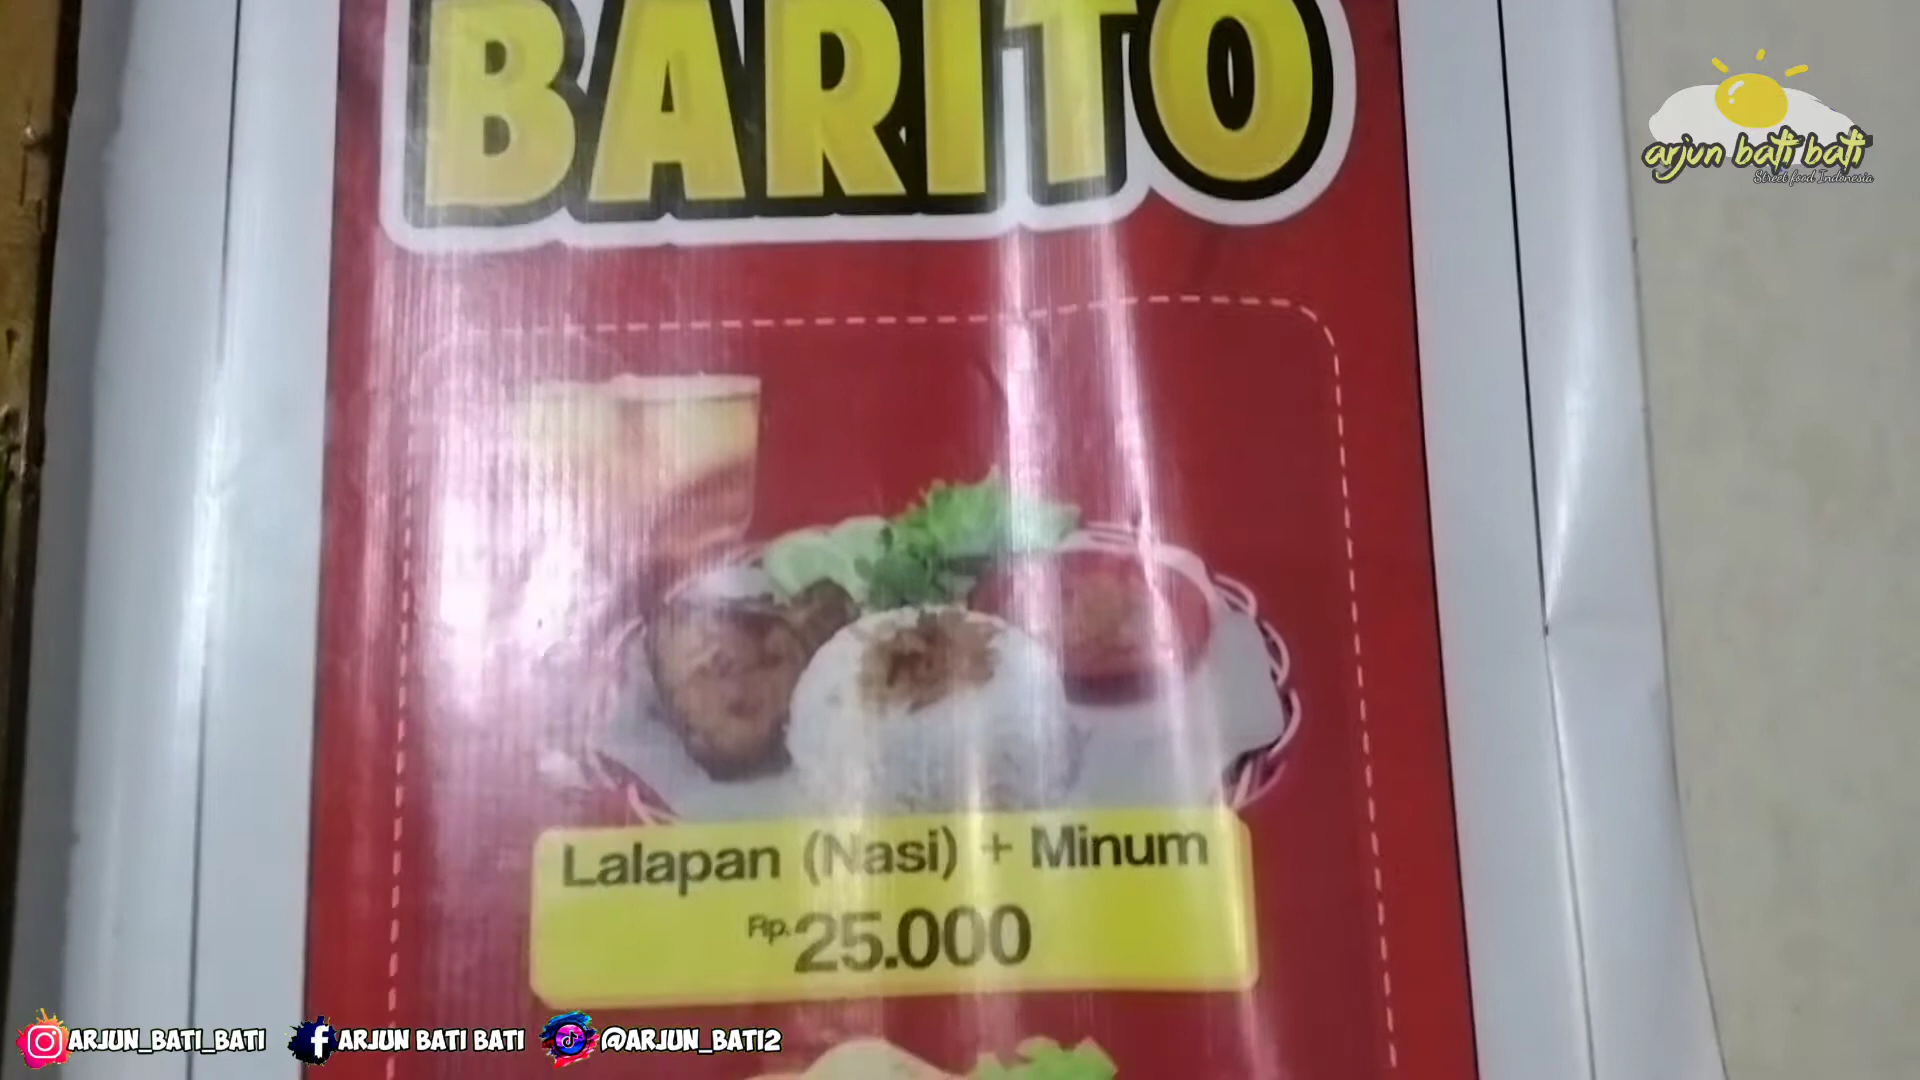 BARITO
arjun bati bati
Street food Indonesia
Lalapan (Nasi) + Minum
Rp.25.000
ARJUN_BATI_BATI
ARJUN BATI BATI
@ARJUN_BATI2